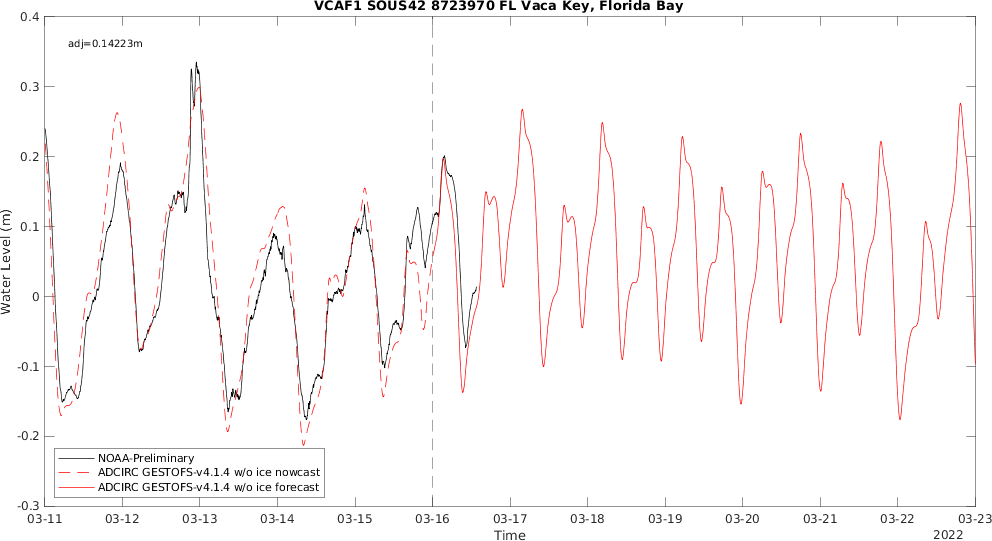 VCAF1 SOUS42 8723970 FL Vaca Key, Florida Bay
adj=0.14223m
Water Level (m)
0.4
0.3
0.2
0.1
0
-0.1
-0.2
-0.3
NOAA-Preliminary
ADCIRC GESTOFS-v4.1.4 w/o ice nowcast
ADCIRC GESTOFS-v4.1.4 w/o ice forecast
03-11 03-12 03-13 03-14 03-15 03-16 03-17 03-18 03-19 03-20 03-21 03-22 03-23
Time
2022